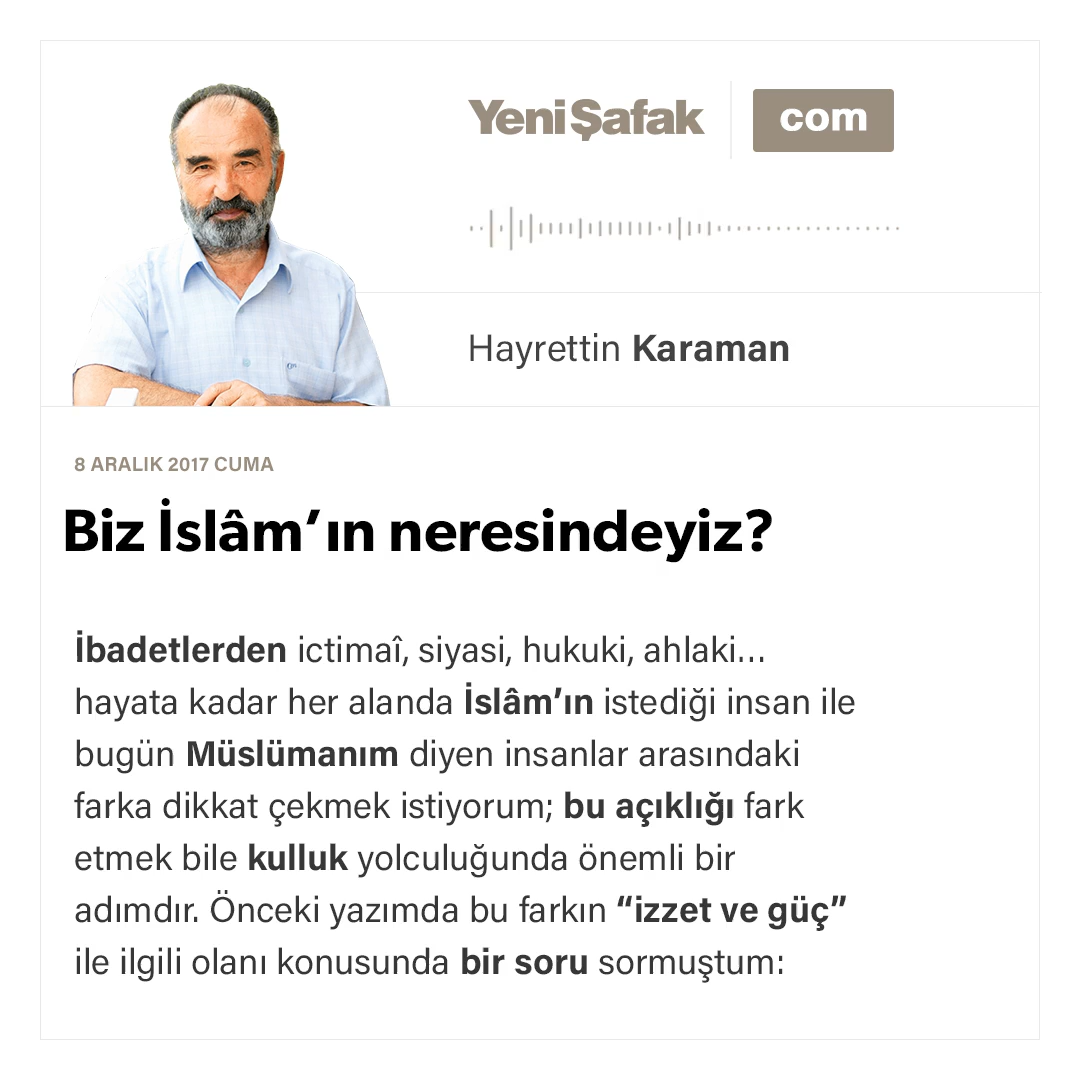 YeniŞafak com
Hayrettin Karaman
8 ARALIK 2017 CUMA
Biz İslâm’ın neresindeyiz?
İbadetlerden ictimaî, siyasi, hukuki, ahlaki...
hayata kadar her alanda İslâm’ın istediği insan ile
bugün Müslümanım diyen insanlar arasındaki
farka dikkat çekmek istiyorum; bu açıklığı fark
etmek bile kulluk yolculuğunda önemli bir
adımdır. Önceki yazımda bu farkın “izzet ve güç”
ile ilgili olanı konusunda bir soru sormuştum: